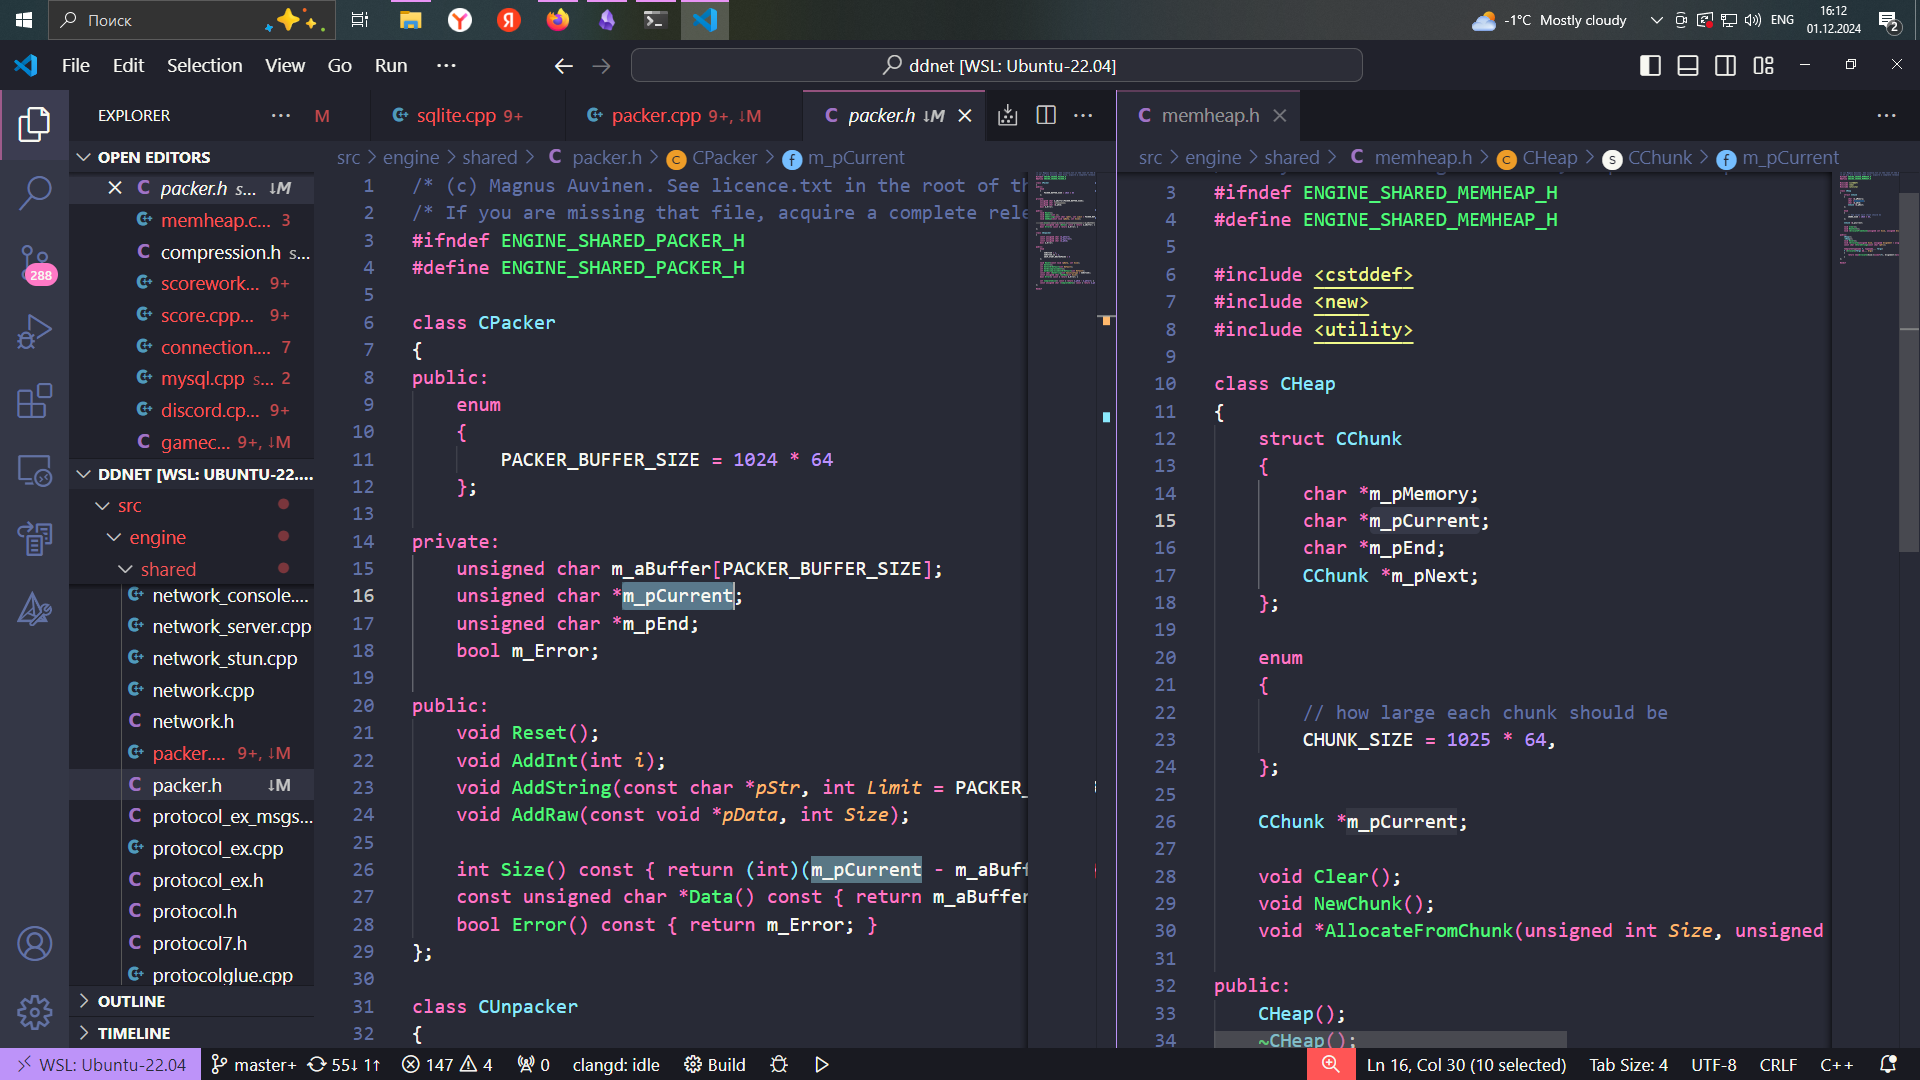 Поиск
-1°C Mostly cloudy
ENG
16:12
01.12.2024
2
File Edit Selection View Go Run ···
ddnet [WSL: Ubuntu-22.04]
EXPLORER
M
sqlite.cpp 9+
packer.cpp 9+, ↓M
packer.h ↓M
memheap.h
OPEN EDITORS
packer.h s... ↓M
memheap.c... 3
compression.h s...
scorework... 9+
score.cpp... 9+
connection.... 7
mysql.cpp s... 2
discord.cp... 9+
gamec... 9+, ↓M
288
DDNET [WSL: UBUNTU-22....
src
engine
shared
network_console....
network_server.cpp
network_stun.cpp
network.cpp
network.h
packer.... 9+, ↓M
packer.h ↓M
protocol_ex_msgs...
protocol_ex.cpp
protocol_ex.h
protocol.h
protocol7.h
protocolglue.cpp
OUTLINE
TIMELINE
src > engine > shared > C packer.h > CPacker > m_pCurrent
1 /* (c) Magnus Auvinen. See licence.txt in the root of th
2 /* If you are missing that file, acquire a complete rele
3 #ifndef ENGINE_SHARED_PACKER_H
4 #define ENGINE_SHARED_PACKER_H
5
6 class CPacker
7 {
8 public:
9 enum
10 {
11 PACKER_BUFFER_SIZE = 1024 * 64
12 };
13
14 private:
15 unsigned char m_aBuffer[PACKER_BUFFER_SIZE];
16 unsigned char *m_pCurrent;
17 unsigned char *m_pEnd;
18 bool m_Error;
19
20 public:
21 void Reset();
22 void AddInt(int i);
23 void AddString(const char *pStr, int Limit = PACKER_
24 void AddRaw(const void *pData, int Size);
25
26 int Size() const { return (int)(m_pCurrent - m_aBuff
27 const unsigned char *Data() const { return m_aBuffer
28 bool Error() const { return m_Error; }
29 };
30
31 class CUnpacker
32 {
src > engine > shared > C memheap.h > CHeap > CChunk > m_pCurrent
3 #ifndef ENGINE_SHARED_MEMHEAP_H
4 #define ENGINE_SHARED_MEMHEAP_H
5
6 #include <cstddef>
7 #include <new>
8 #include <utility>
9
10 class CHeap
11 {
12 struct CChunk
13 {
14 char *m_pMemory;
15 char *m_pCurrent;
16 char *m_pEnd;
17 CChunk *m_pNext;
18 };
19
20 enum
21 {
22 // how large each chunk should be
23 CHUNK_SIZE = 1025 * 64,
24 };
25
26 CChunk *m_pCurrent;
27
28 void Clear();
29 void NewChunk();
30 void *AllocateFromChunk(unsigned int Size, unsigned
31
32 public:
33 CHeap();
34 ~CHeap();
WSL: Ubuntu-22.04 master+ 55↓ 1↑ 147 4 0 clangd: idle Build
Ln 16, Col 30 (10 selected) Tab Size: 4 UTF-8 CRLF C++